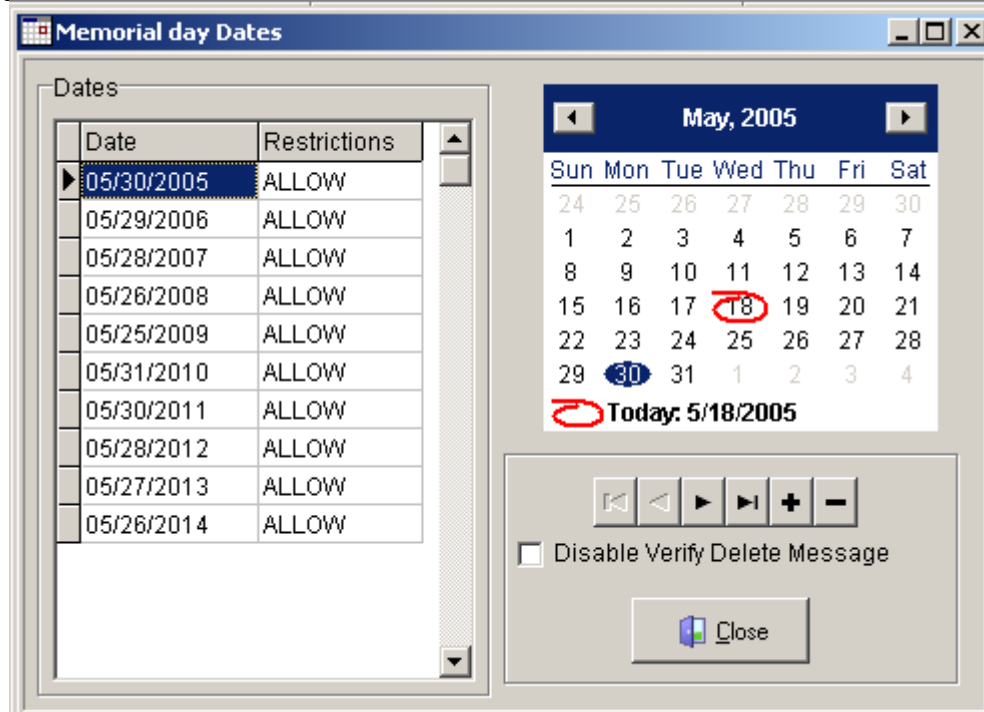 Memorial day Dates
Dates
Date Restrictions
05/30/2005 ALLOW
05/29/2006 ALLOW
05/28/2007 ALLOW
05/26/2008 ALLOW
05/25/2009 ALLOW
05/31/2010 ALLOW
05/30/2011 ALLOW
05/28/2012 ALLOW
05/27/2013 ALLOW
05/26/2014 ALLOW
May, 2005
Sun Mon Tue Wed Thu Fri Sat
24 25 26 27 28 29 30
1 2 3 4 5 6 7
8 9 10 11 12 13 14
15 16 17 18 19 20 21
22 23 24 25 26 27 28
29 30 31 1 2 3 4
Today: 5/18/2005
Disable Verify Delete Message
Close